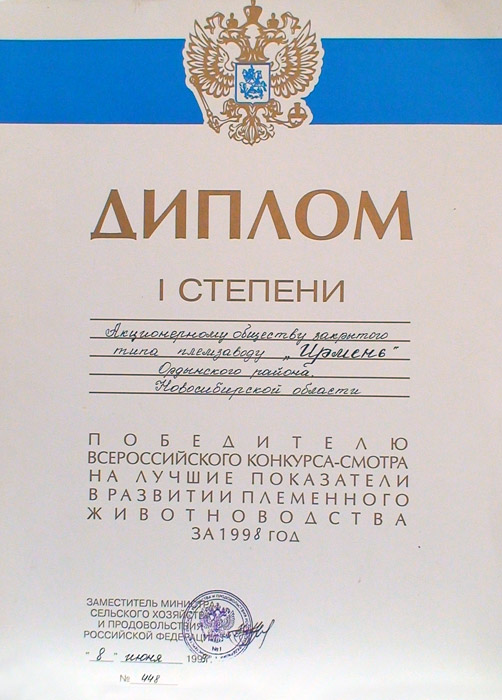 ДИПЛОМ
I СТЕПЕНИ
Акционерному обществу закрытого
типа племзаводу „Ирмень"
Ордынского района
Новосибирской области
ПОБЕДИТЕЛЮ
ВСЕРОССИЙСКОГО КОНКУРСА-СМОТРА
НА ЛУЧШИЕ ПОКАЗАТЕЛИ
В РАЗВИТИИ ПЛЕМЕННОГО
ЖИВОТНОВОДСТВА
ЗА 1998 ГОД
ЗАМЕСТИТЕЛЬ МИНИСТРА
СЕЛЬСКОГО ХОЗЯЙСТВА
И ПРОДОВОЛЬСТВИЯ
РОССИЙСКОЙ ФЕДЕРАЦИИ
"8" июня
№ 448